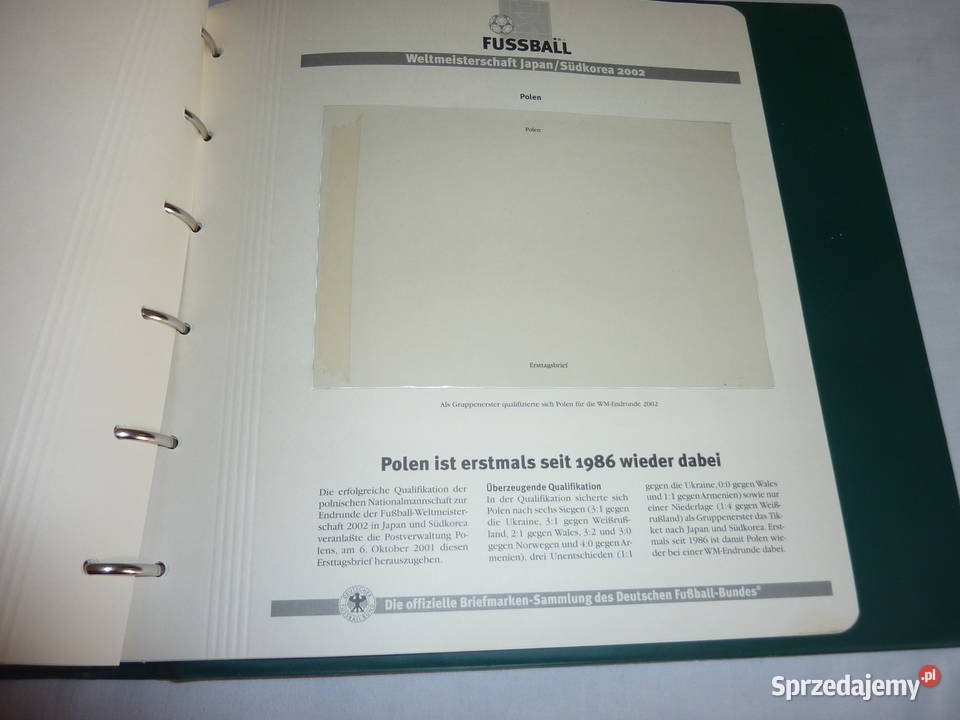 FUSSBALL
Weltmeisterschaft Japan/Südkorea 2002
Polen
Polen
Ersttagsbrief
Als Gruppenerster qualifizierte sich Polen für die WM-Endrunde 2002
Polen ist erstmals seit 1986 wieder dabei
Die erfolgreiche Qualifikation der
polnischen Nationalmannschaft zur
Endrunde der Fußball-Weltmeister-
schaft 2002 in Japan und Südkorea
veranlaßte die Postverwaltung Po-
lens, am 6. Oktober 2001 diesen
Ersttagsbrief herauszugeben.
Überzeugende Qualifikation
In der Qualifikation sicherte sich
Polen nach sechs Siegen (3:1 gegen
die Ukraine, 3:1 gegen Weißruß-
land, 2:1 gegen Wales, 3:2 und 3:0
gegen Norwegen und 4:0 gegen Ar-
menien), drei Unentschieden (1:1
gegen die Ukraine, 0:0 gegen Wales
und 1:1 gegen Armenien) sowie nur
einer Niederlage (1:4 gegen Weiß-
rußland) als Gruppenerster das Tik-
ket nach Japan und Südkorea. Erst-
mals seit 1986 ist damit Polen wie-
der bei einer WM-Endrunde dabei.
Die offizielle Briefmarken-Sammlung des Deutschen Fußball-Bundes®
Sprzedajemy.pl